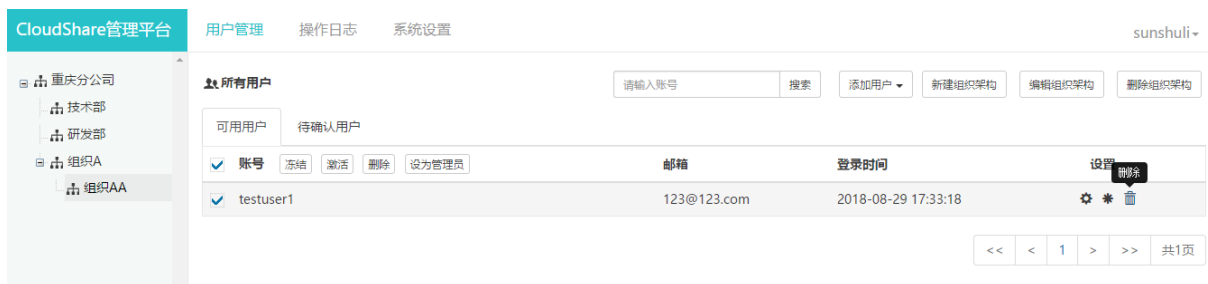 CloudShare管理平台 用户管理 操作日志 系统设置 sunshuli
重庆分公司
技术部
研发部
组织A
组织AA
所有用户 请输入账号 搜索 添加用户 新建组织架构 编辑组织架构 删除组织架构
可用用户 待确认用户
账号 冻结 激活 删除 设为管理员 邮箱 登录时间 设置
删除
testuser1 123@123.com 2018-08-29 17:33:18
<< < 1 > >> 共1页